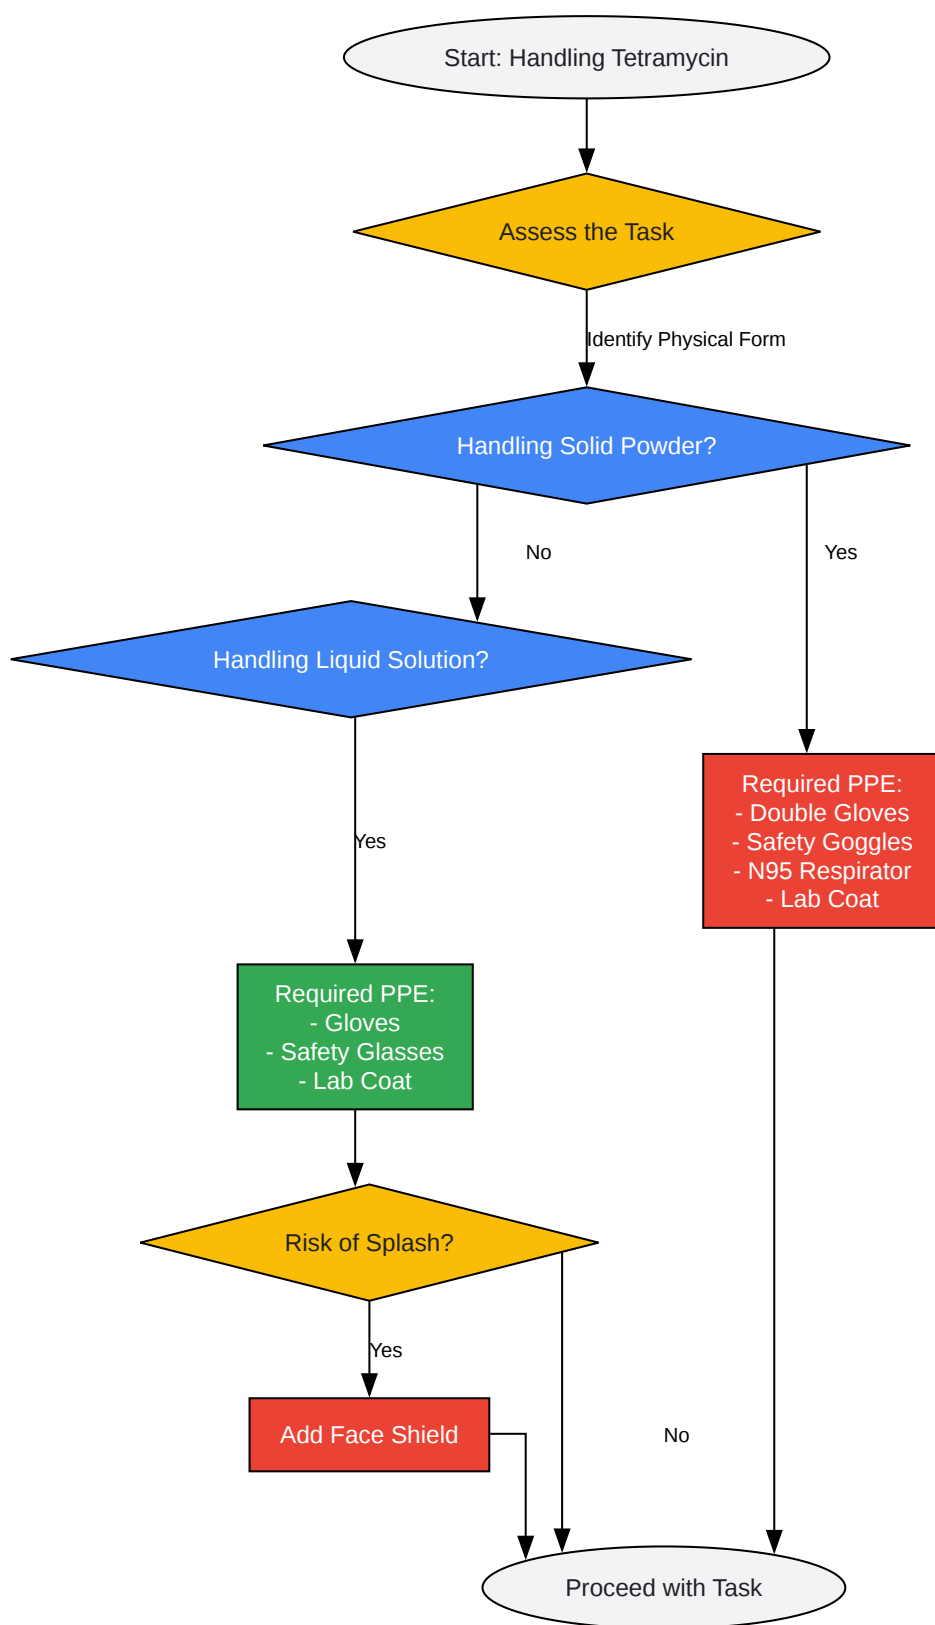 Start: Handling Tetramycin
Assess the Task
Identify Physical Form
Handling Solid Powder?
No
Yes
Handling Liquid Solution?
Required PPE:
- Double Gloves
- Safety Goggles
- N95 Respirator
- Lab Coat
Yes
Required PPE:
- Gloves
- Safety Glasses
- Lab Coat
Risk of Splash?
Yes
Add Face Shield
No
Proceed with Task